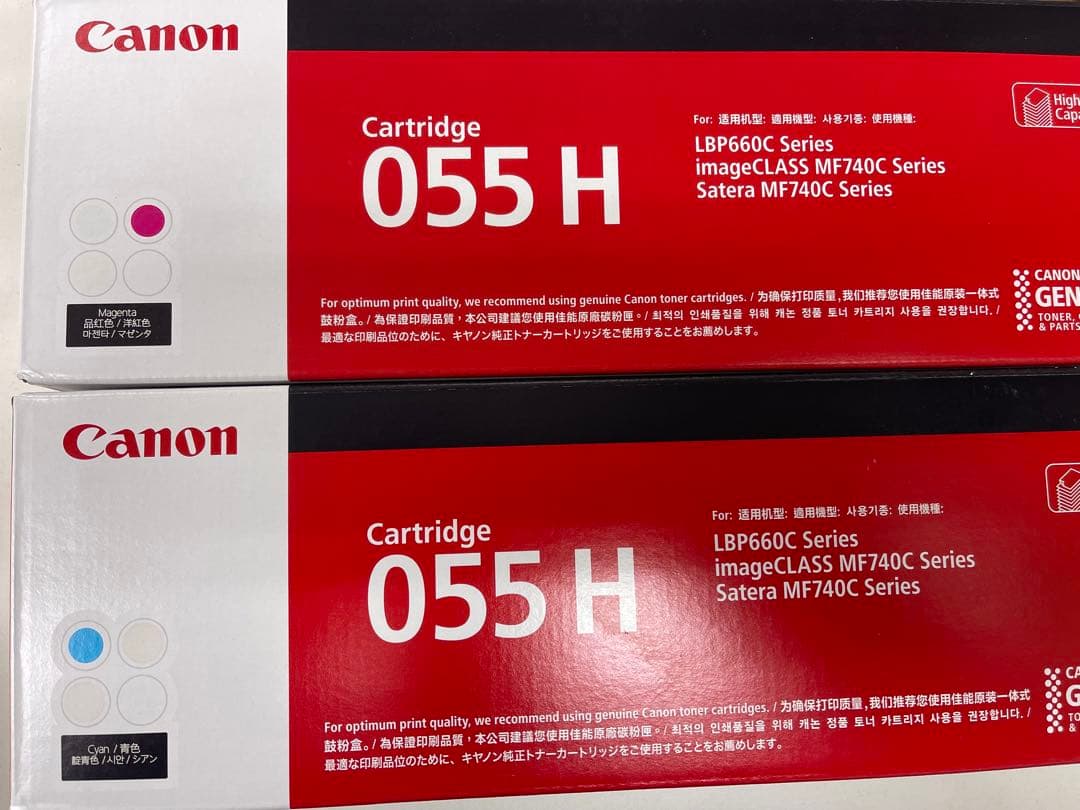 Canon
Cartridge
055 H
For: 适用机型: 適用機型: 사용기종: 使用機種:
LBP660C Series
imageCLASS MF740C Series
Satera MF740C Series
High
Capa
Magenta
品红色 / 洋紅色
마젠타 / マゼンタ
For optimum print quality, we recommend using genuine Canon toner cartridges. / 为确保打印质量,我们推荐您使用佳能原装一体式
鼓粉盒。/ 為保證印刷品質，本公司建議您使用佳能原廠碳粉匣。/ 최적의 인쇄품질을 위해 캐논 정품 토너 카트리지 사용을 권장합니다. /
最適な印刷品位のために、キヤノン純正トナーカートリッジをご使用することをお薦めします。
CANON
GEN
TONER,
& PARTS
Canon
Cartridge
055 H
For: 适用机型: 適用機型: 사용기종: 使用機種:
LBP660C Series
imageCLASS MF740C Series
Satera MF740C Series
Cyan / 青色
靛青色 / 시안 / シアン
For optimum print quality, we recommend using genuine Canon toner cartridges. / 为确保打印质量,我们推荐您使用佳能原装一体式
鼓粉盒。/ 為保證印刷品質，本公司建議您使用佳能原廠碳粉匣。/ 최적의 인쇄품질을 위해 캐논 정품 토너 카트리지 사용을 권장합니다. /
最適な印刷品位のために、キヤノン純正トナーカートリッジをご使用することをお薦めします。
CA
G
TO
& P